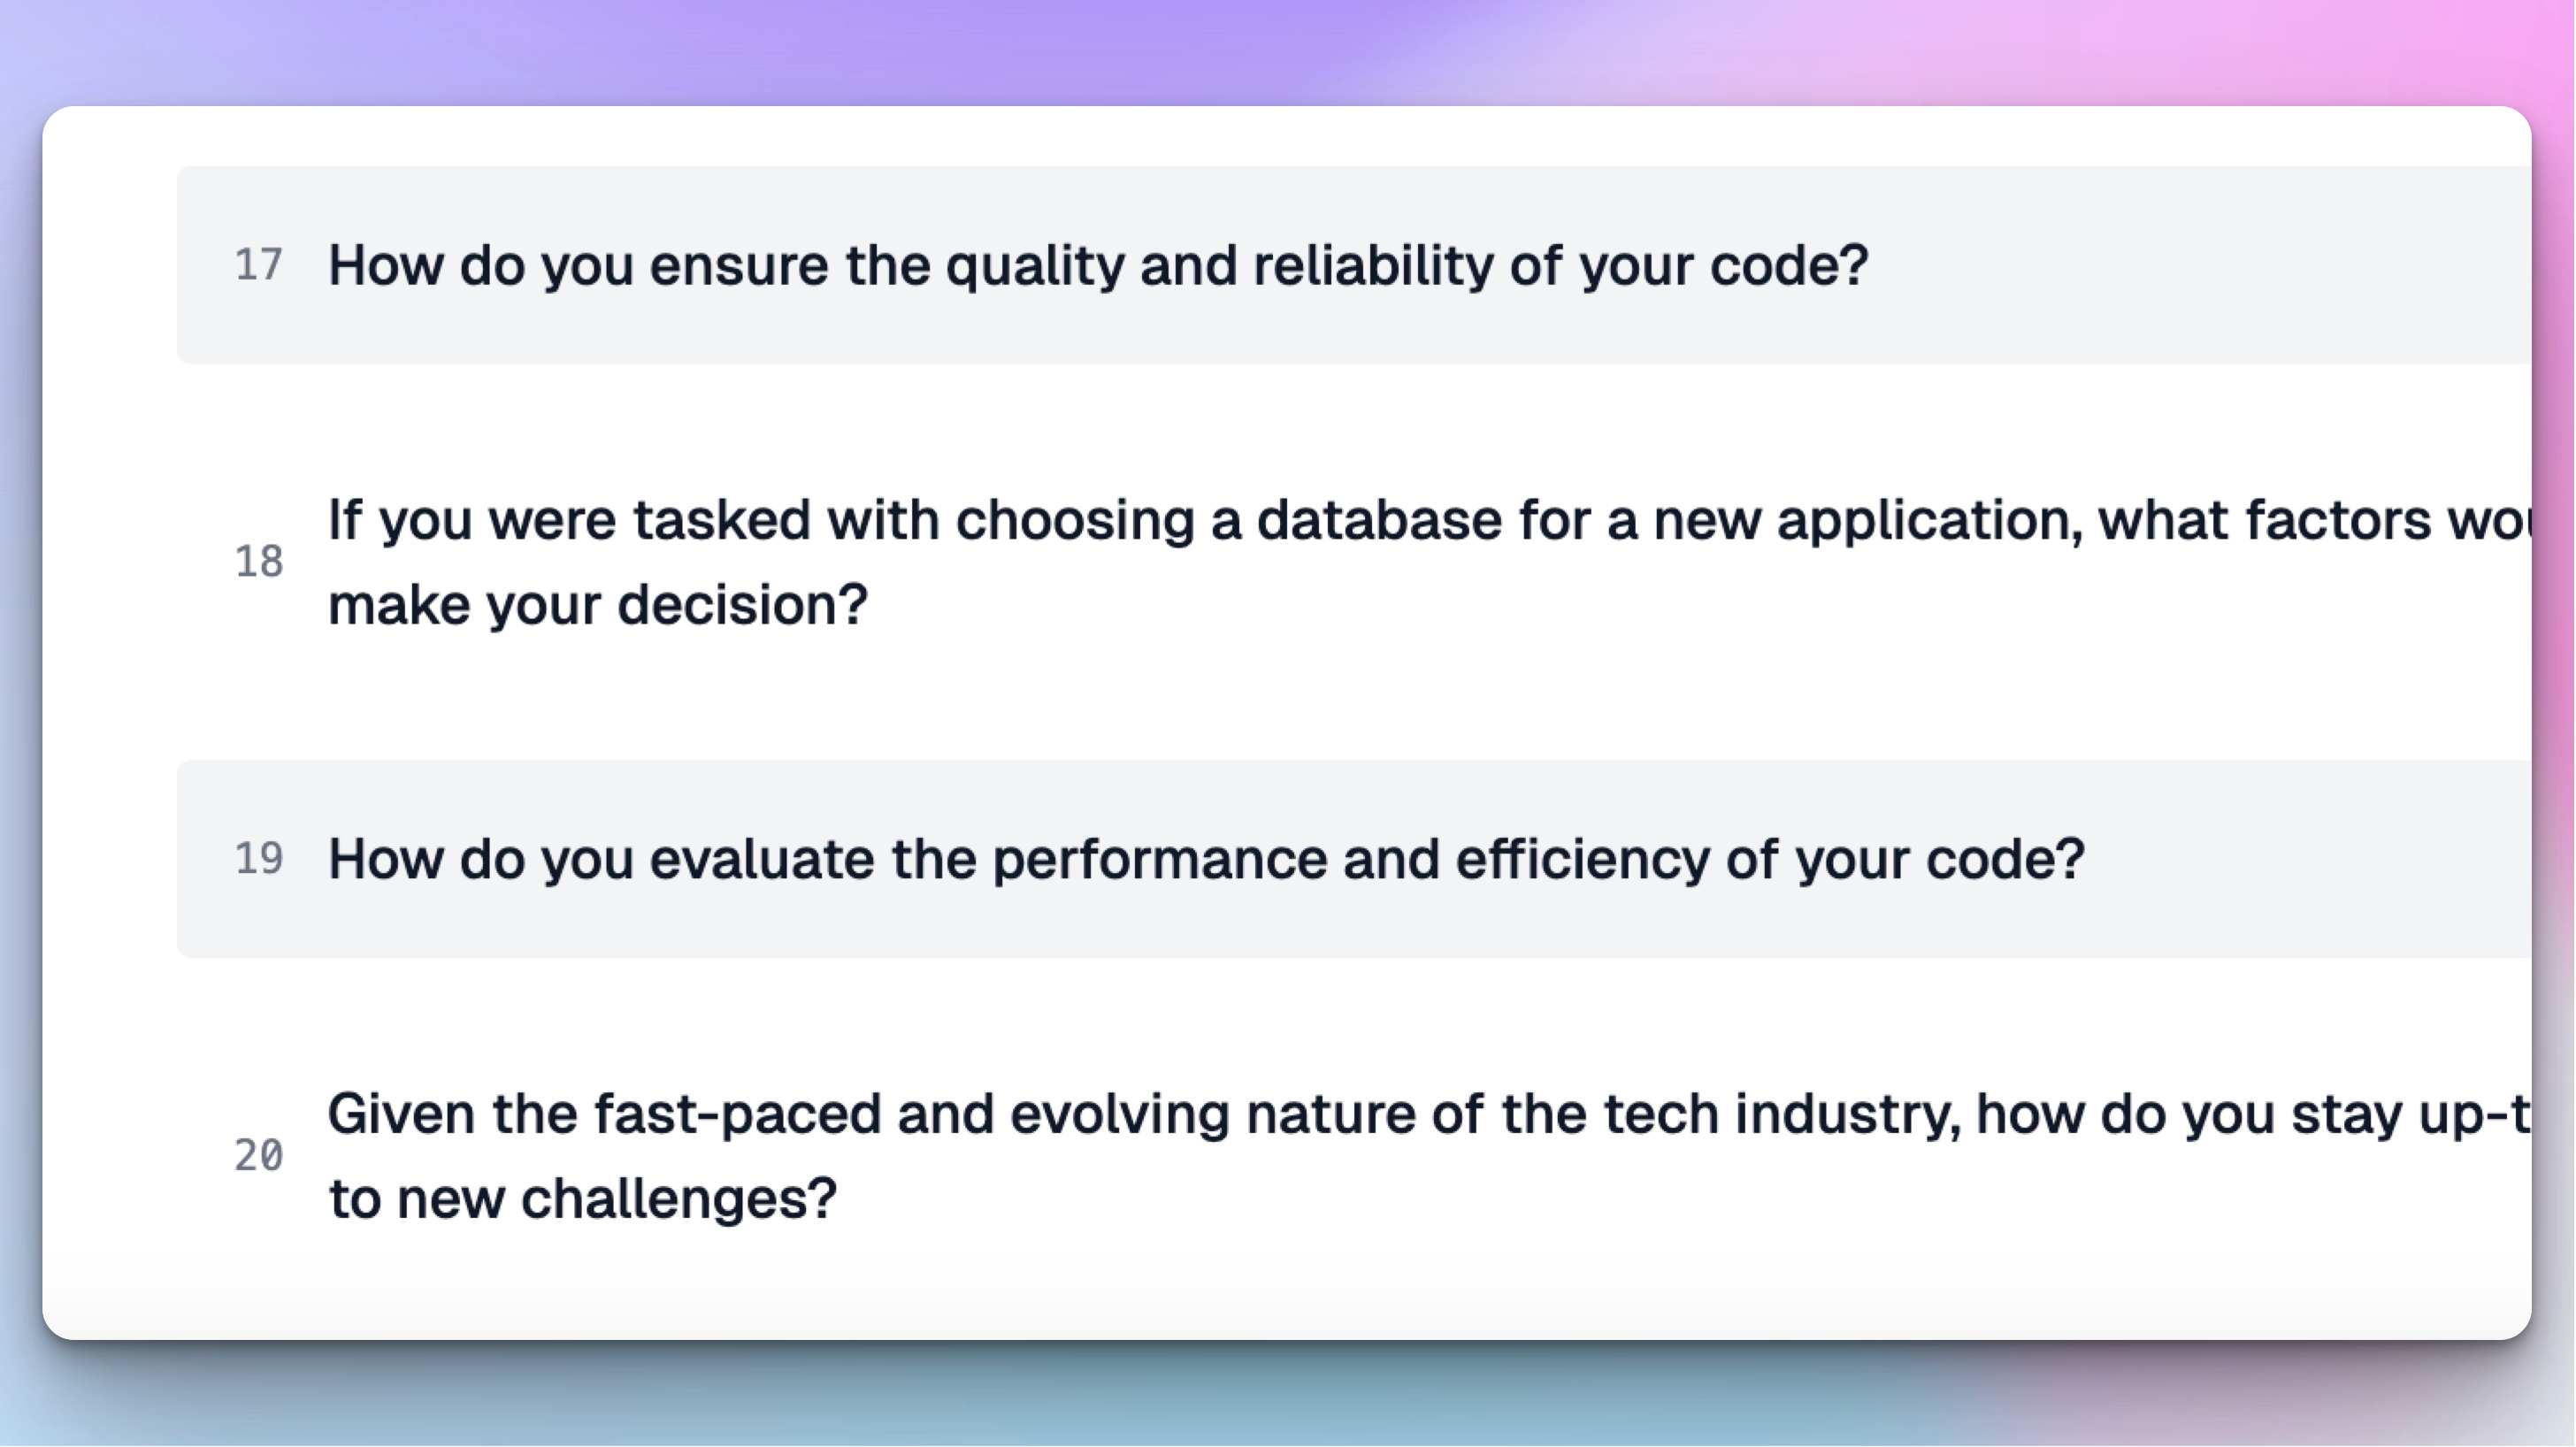 17 How do you ensure the quality and reliability of your code?
18 If you were tasked with choosing a database for a new application, what factors
make your decision?
19 How do you evaluate the performance and efficiency of your code?
20 Given the fast-paced and evolving nature of the tech industry, how do you stay up-t
to new challenges?